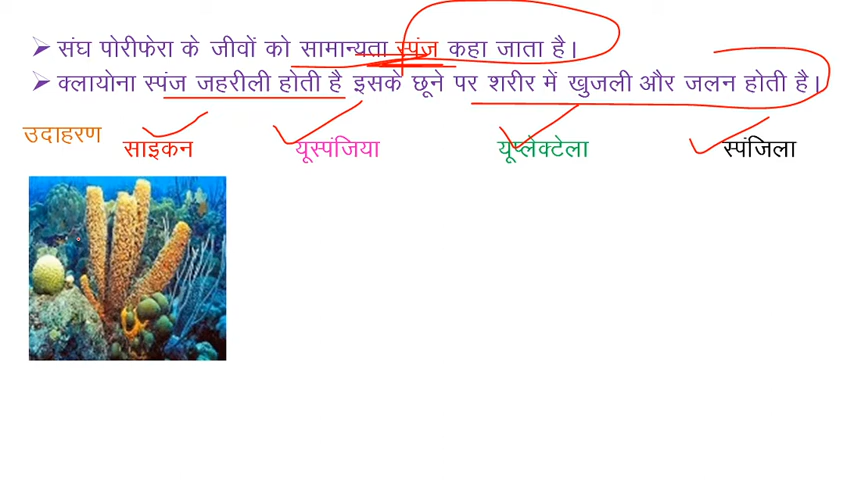 ➢ संघ पोरीफेरा के जीवों को सामान्यता स्पंज कहा जाता है।
➢ क्लायोना स्पंज जहरीली होती है इसके छूने पर शरीर में खुजली और जलन होती है।
उदाहरण
साइकन यूस्पंजिया यूप्लेक्टेला स्पंजिला